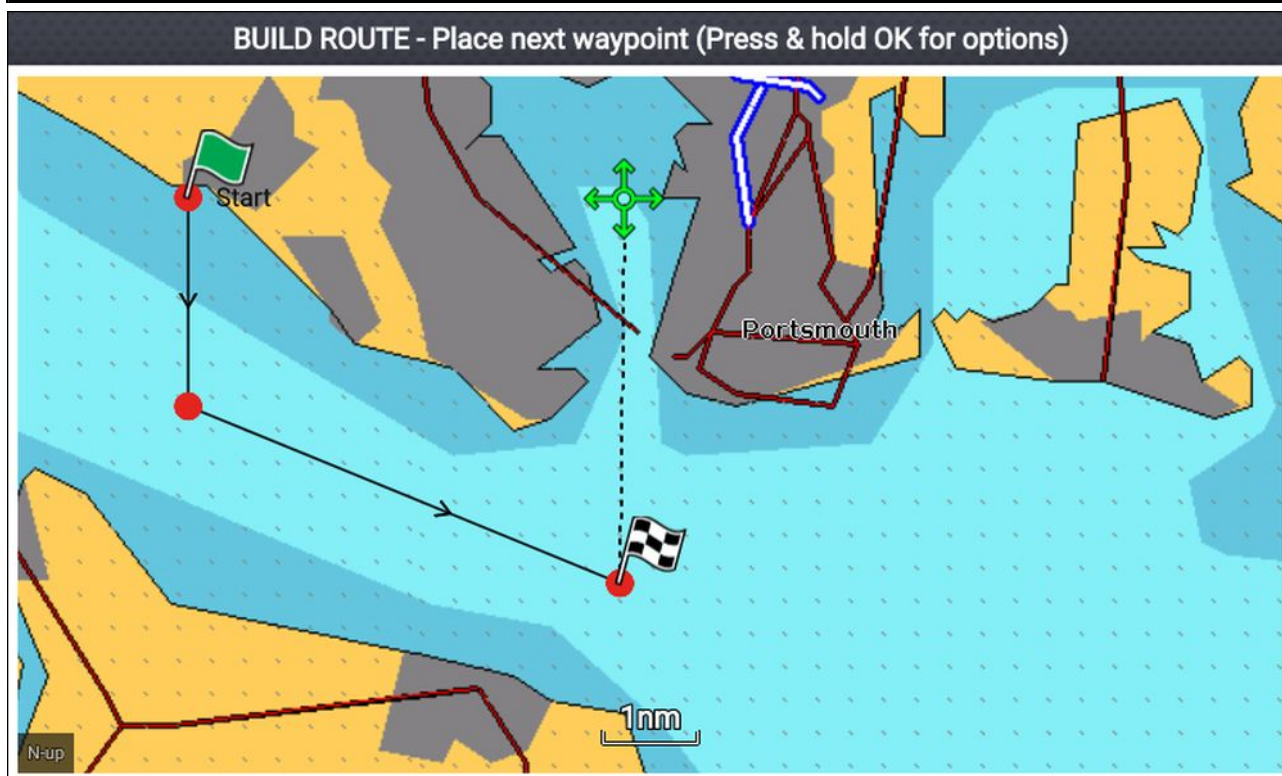 BUILD ROUTE - Place next waypoint (Press & hold OK for options)
Start
Portsmouth
1nm
N-up